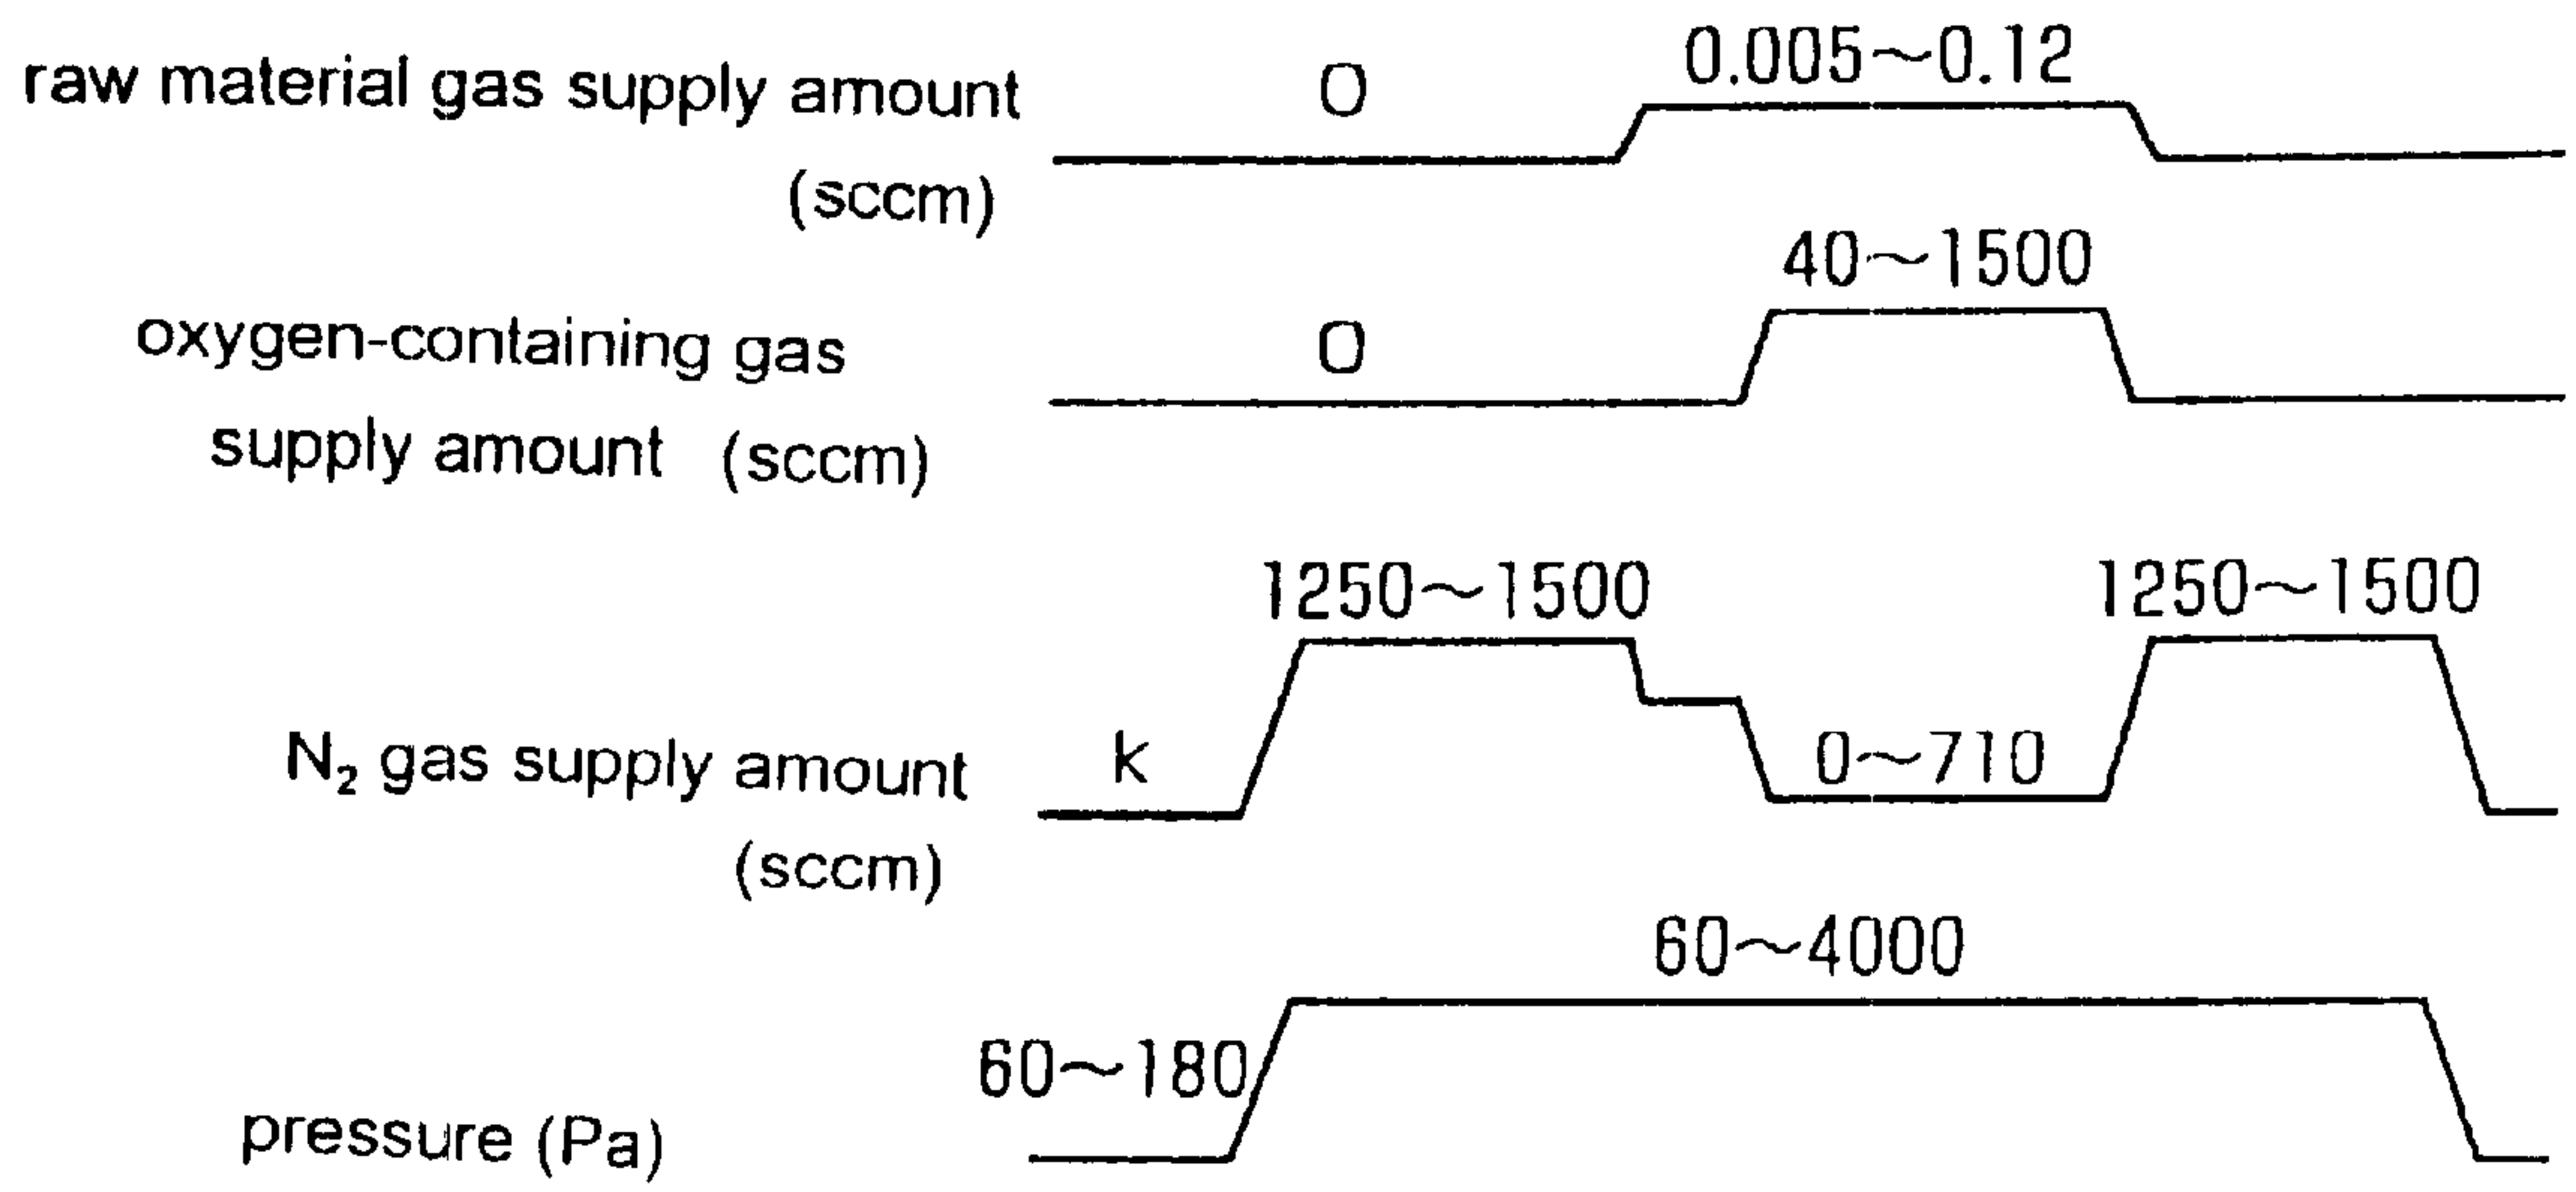 raw material gas supply amount
(sccm)
0
0.005~0.12
oxygen-containing gas
supply amount (sccm)
0
40~1500
N₂ gas supply amount
(sccm)
k
1250~1500
0~710
1250~1500
pressure (Pa)
60~180
60~4000